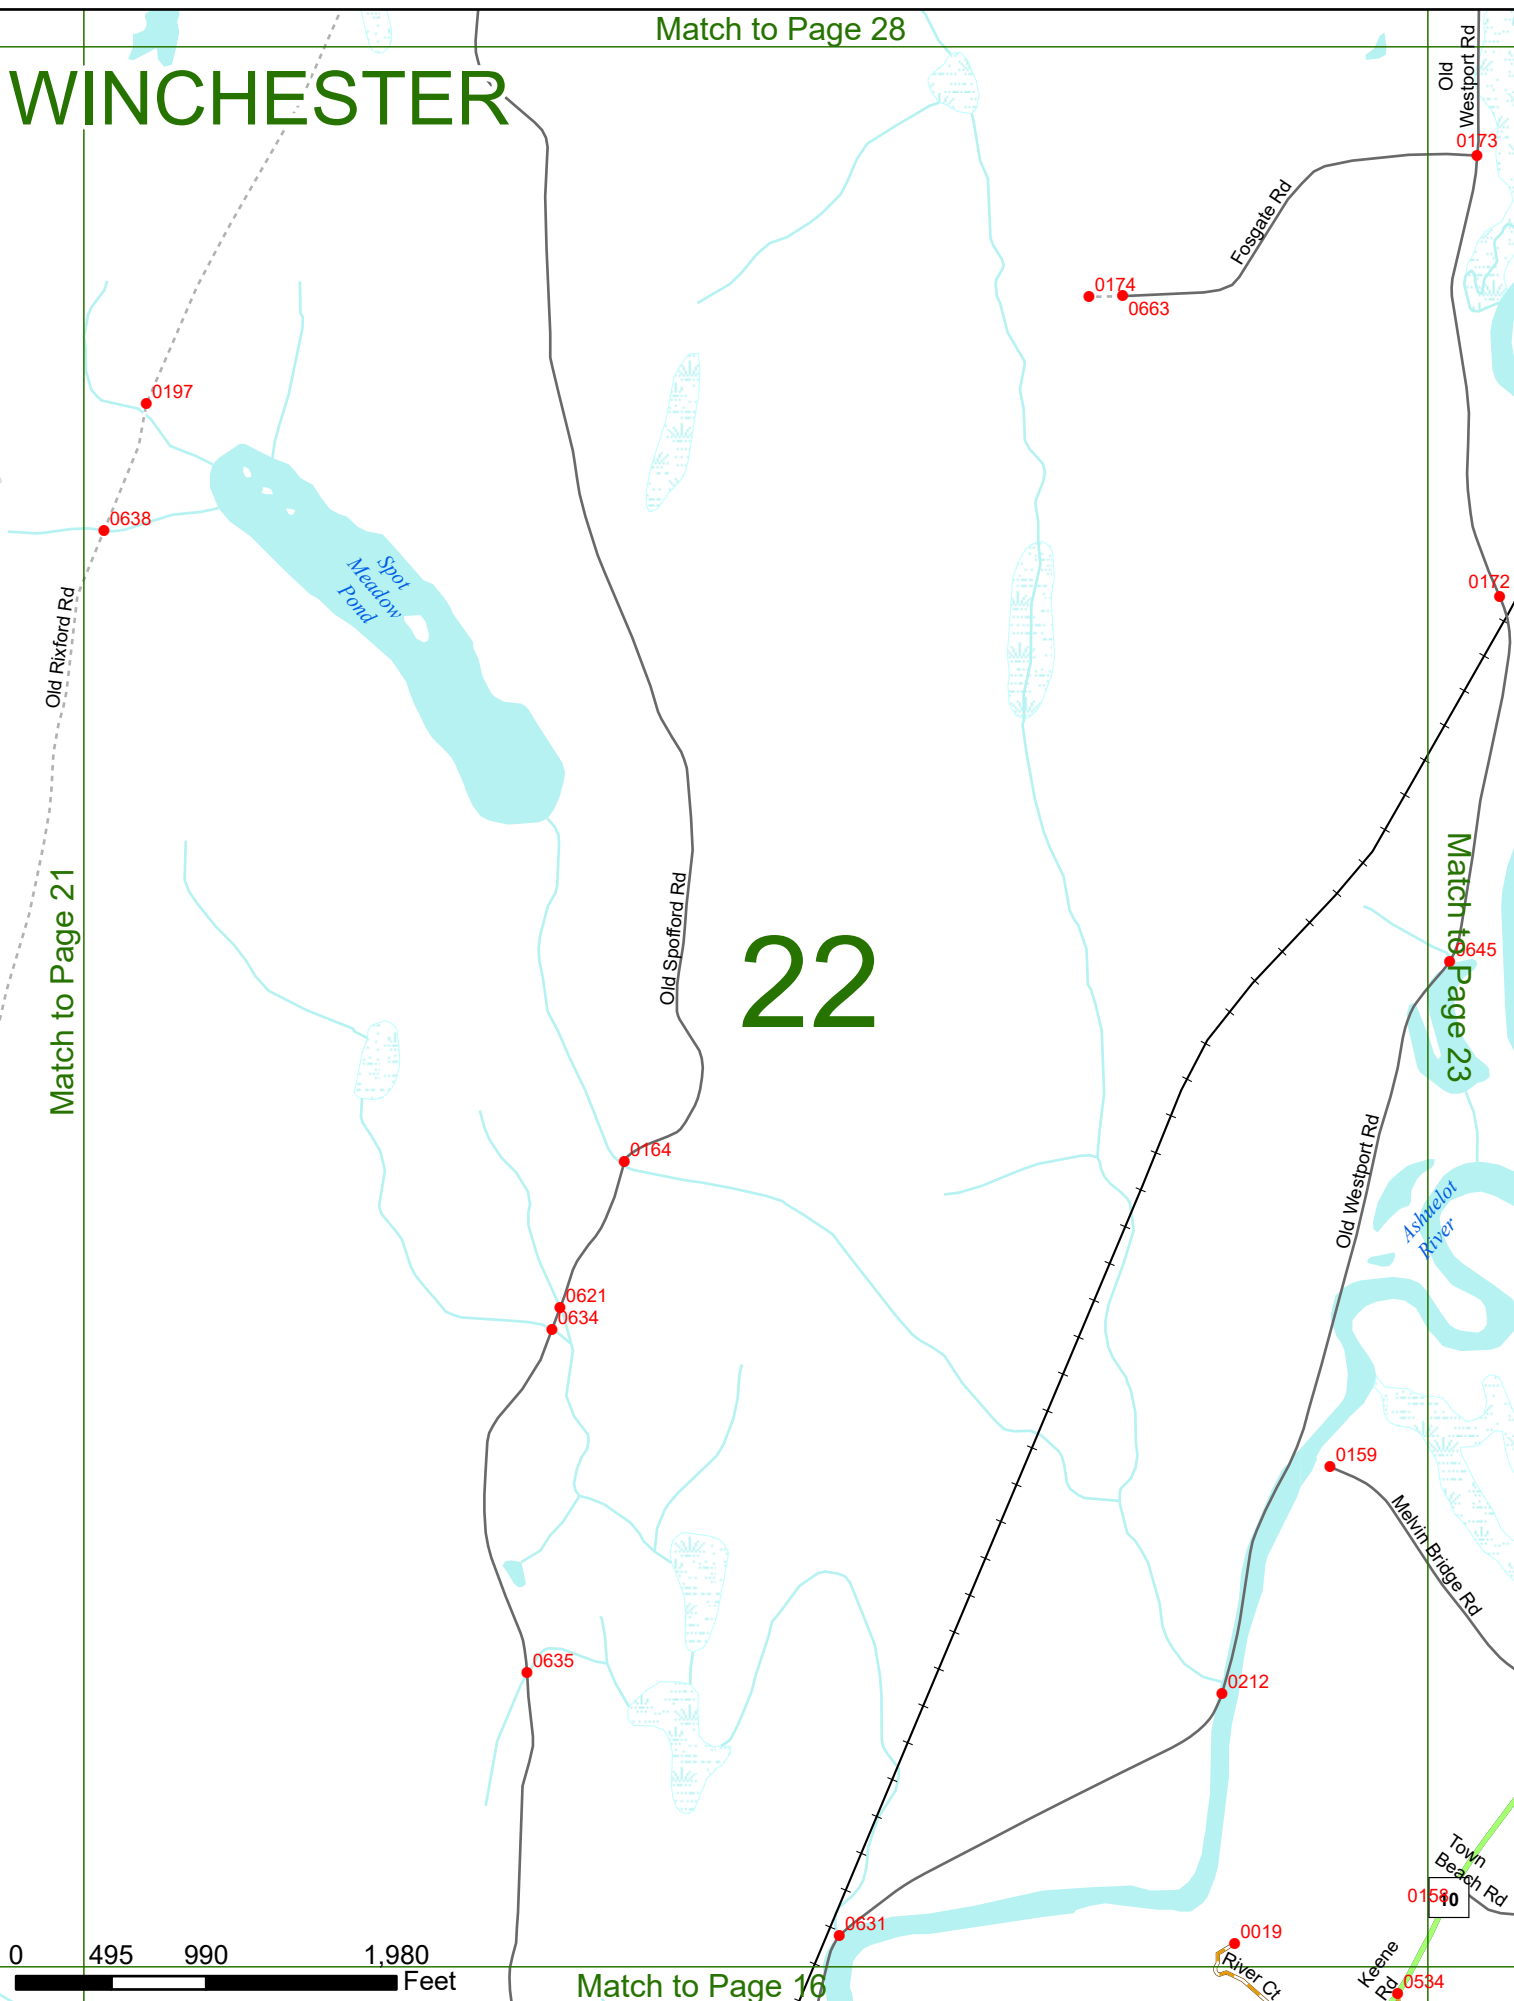 Match to Page 28
WINCHESTER
Old
Westport Rd
0173
Fosgate Rd
0174
0663
0197
0638
Spot
Meadow
Pond
0172
Old Rixford Rd
Match to Page 21
Old Spofford Rd
22
Match to Page 23
0645
Old Westport Rd
0164
Ashuelot
River
0621
0634
0159
Melvin Bridge Rd
0635
0212
Town
Beach Rd
0158
10
0631
0019
River Ct
Keene
Rd
0534
0 495 990 1,980
Feet
Match to Page 16